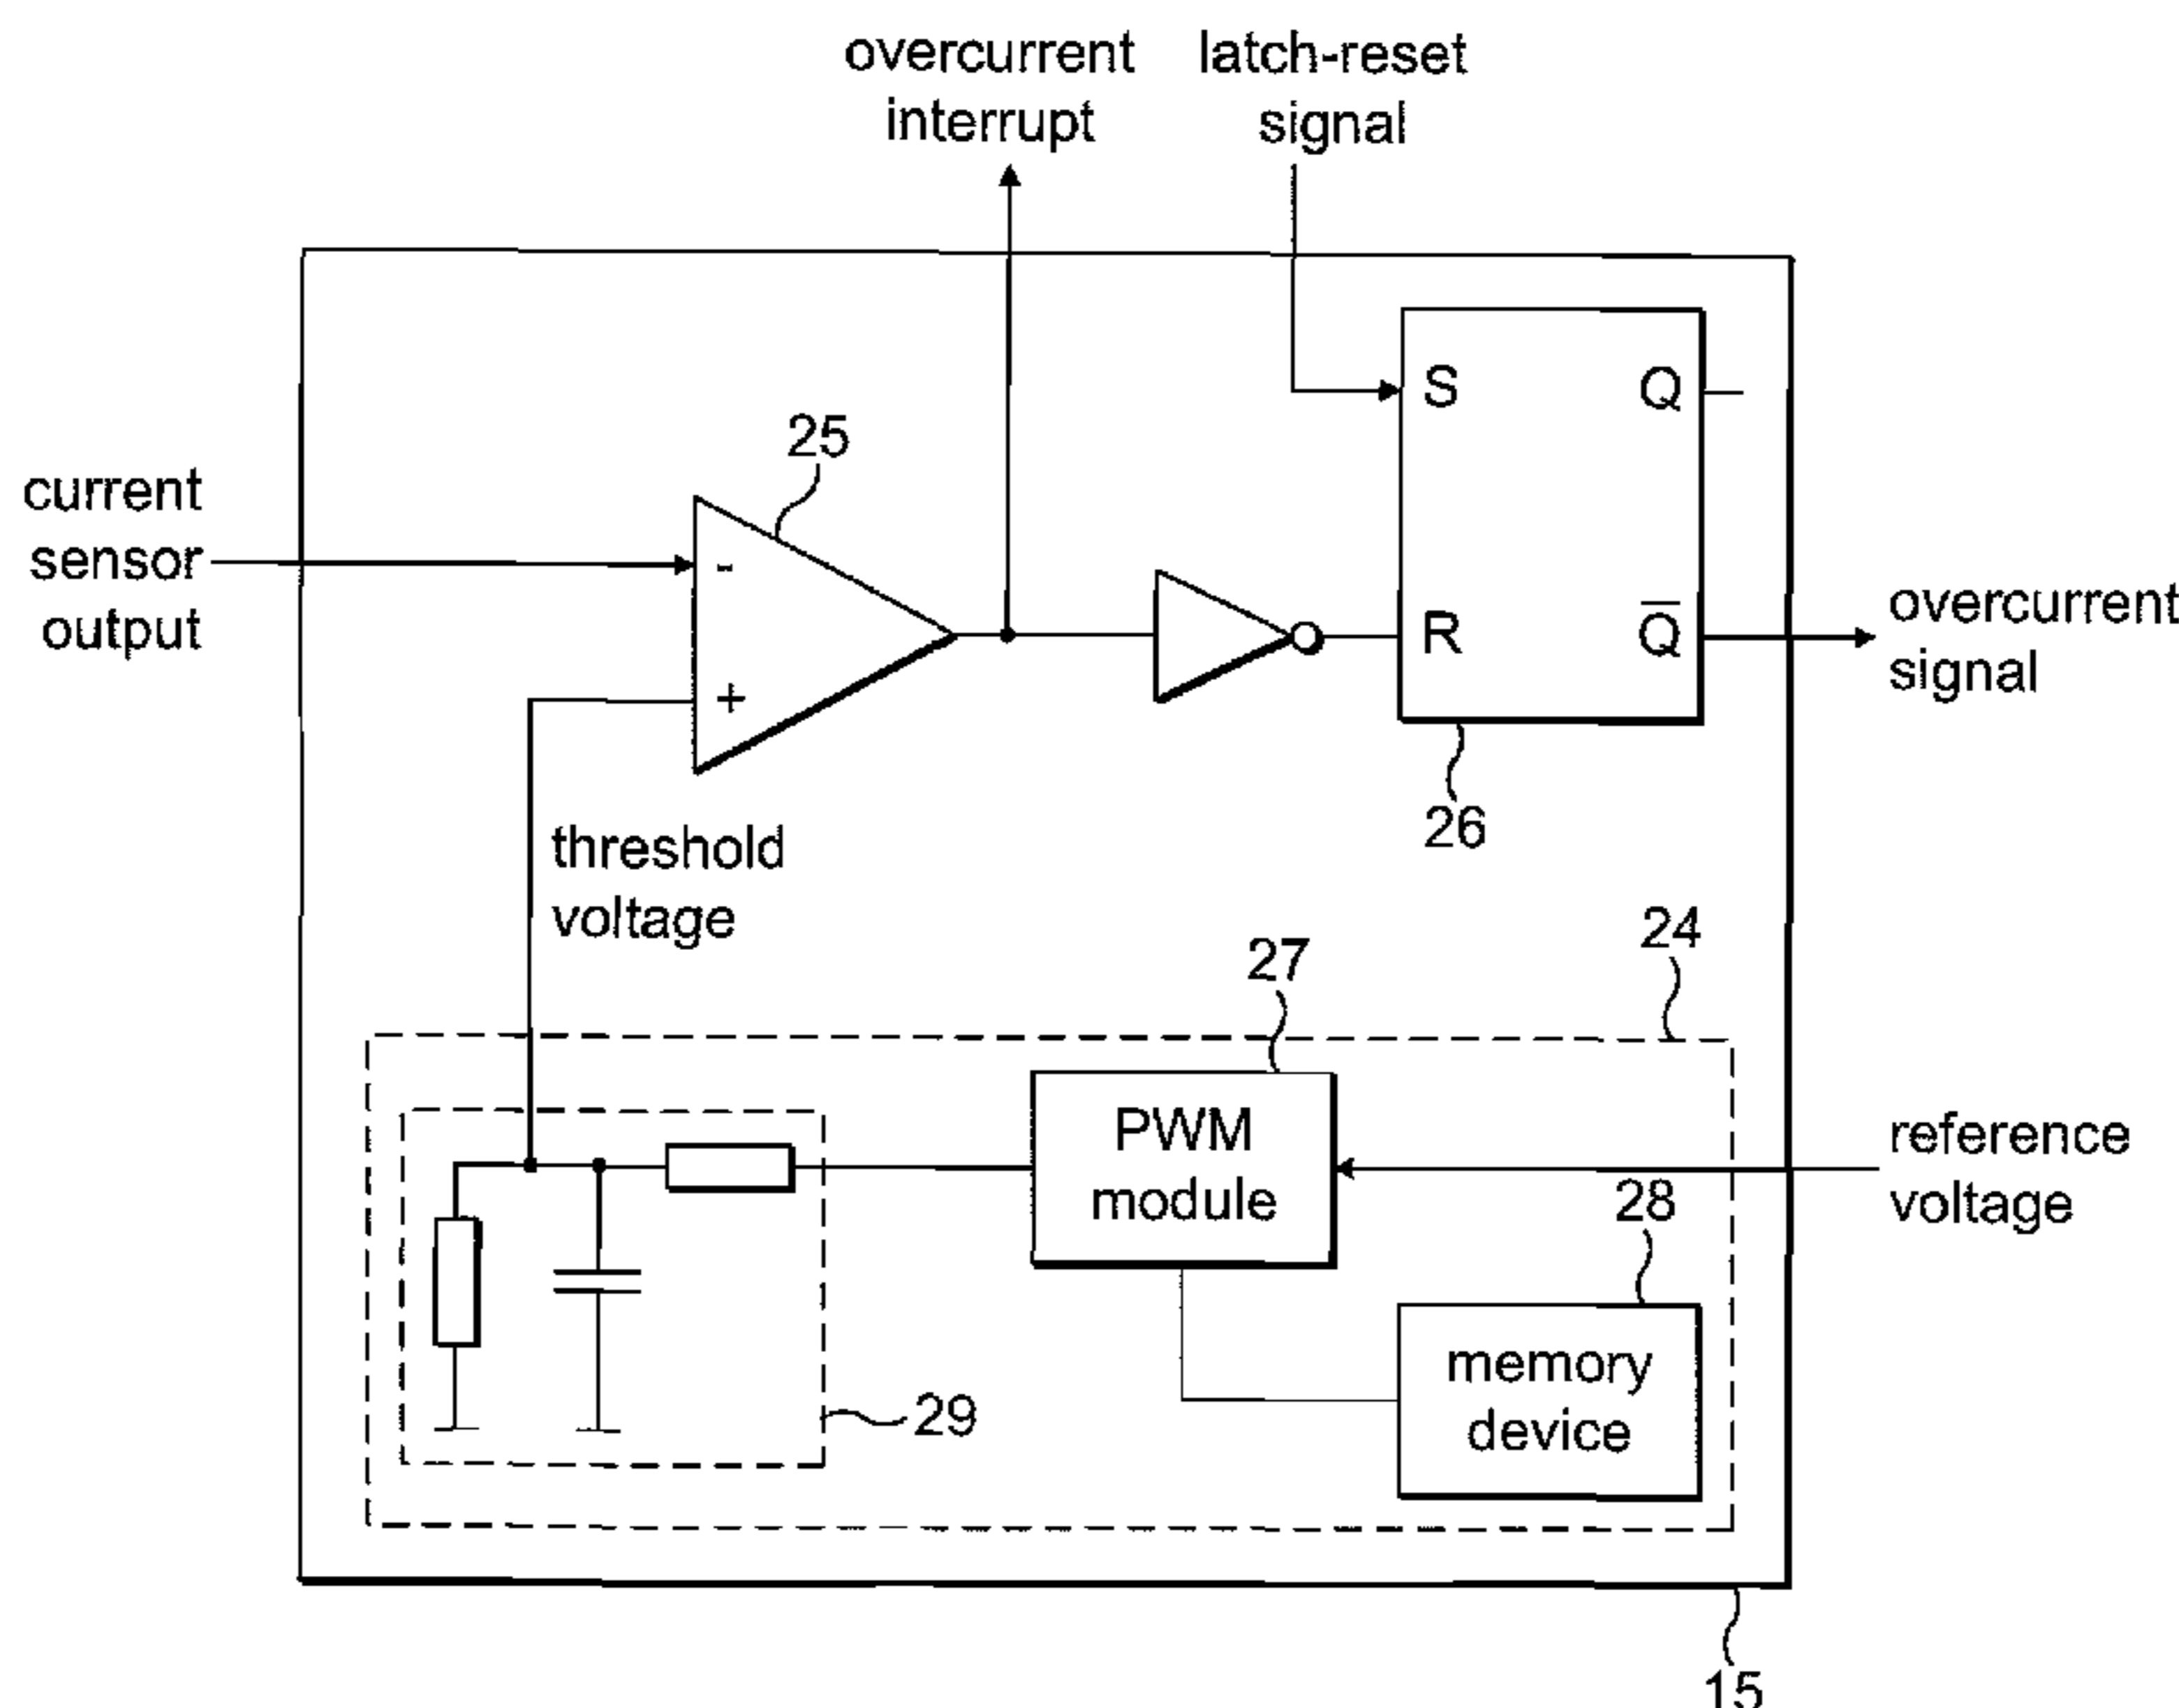 overcurrent
interrupt
latch-reset
signal
25
S
Q
current
sensor
output
-
+
R
Q̅
overcurrent
signal
26
threshold
voltage
24
27
PWM
module
reference
voltage
28
memory
device
29
15